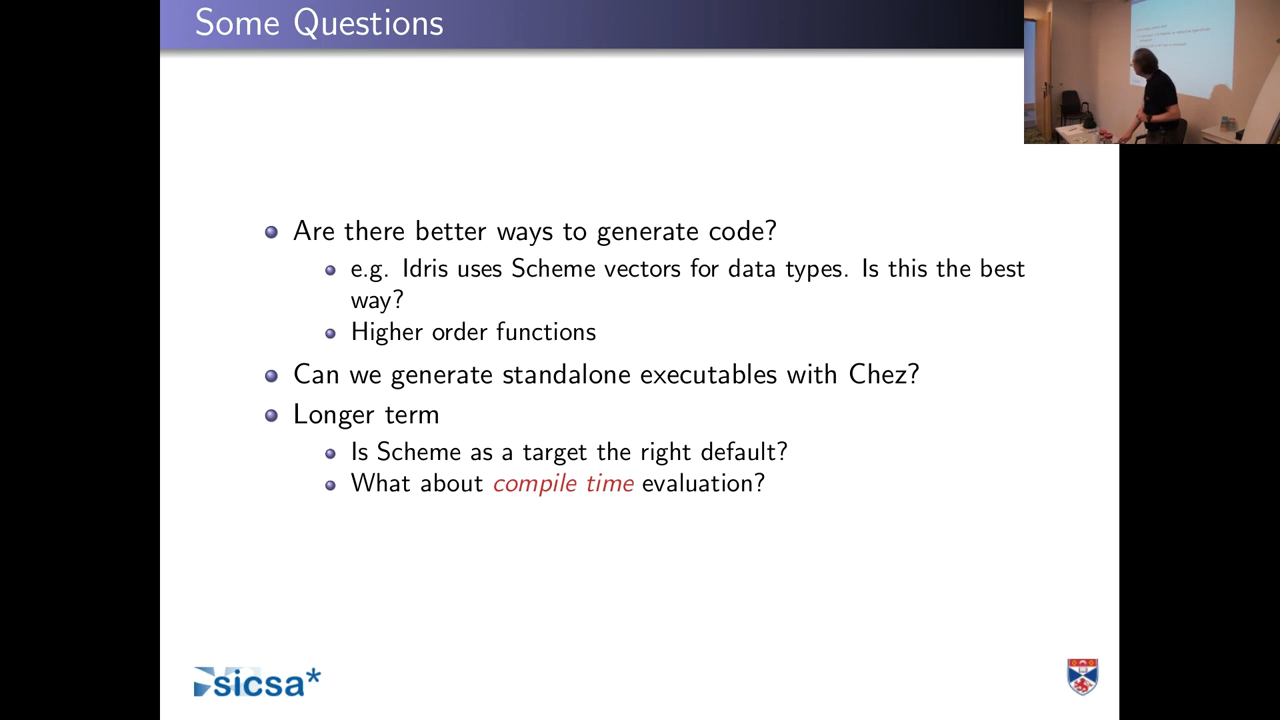 Some Questions
Are there better ways to generate code?
e.g. Idris uses Scheme vectors for data types. Is this the best
way?
Higher order functions
Can we generate standalone executables with Chez?
Longer term
Is Scheme as a target the right default?
What about compile time evaluation?
sicsa*